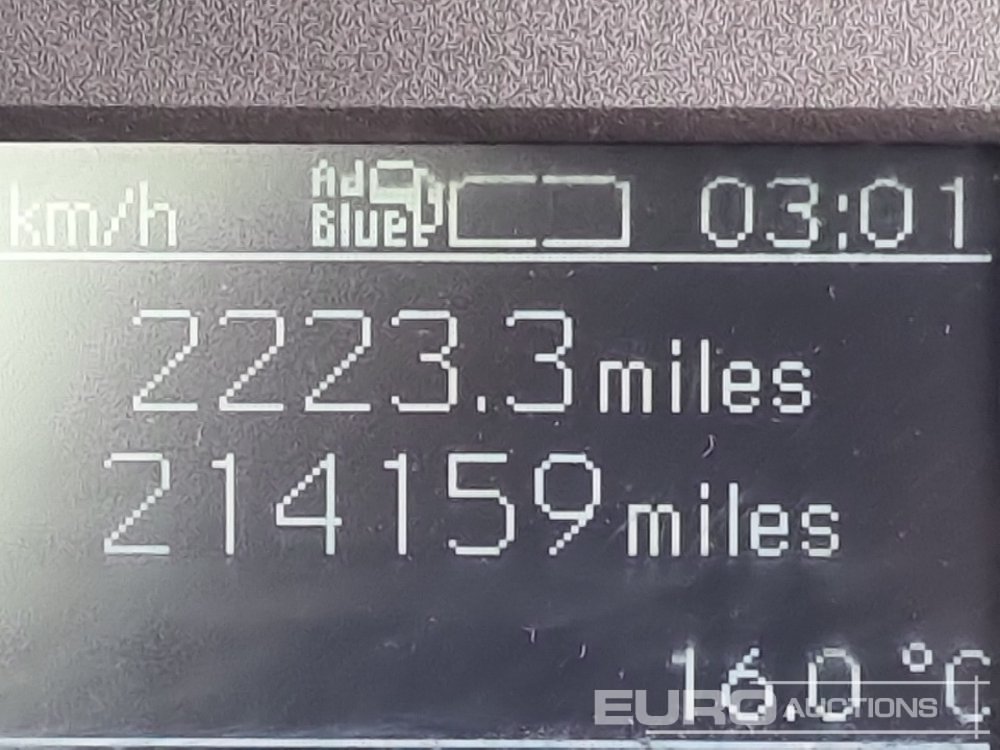 km/h Ad Blue 03:01
2223.3 miles
214159 miles
16.0 °C
EURO AUCTIONS